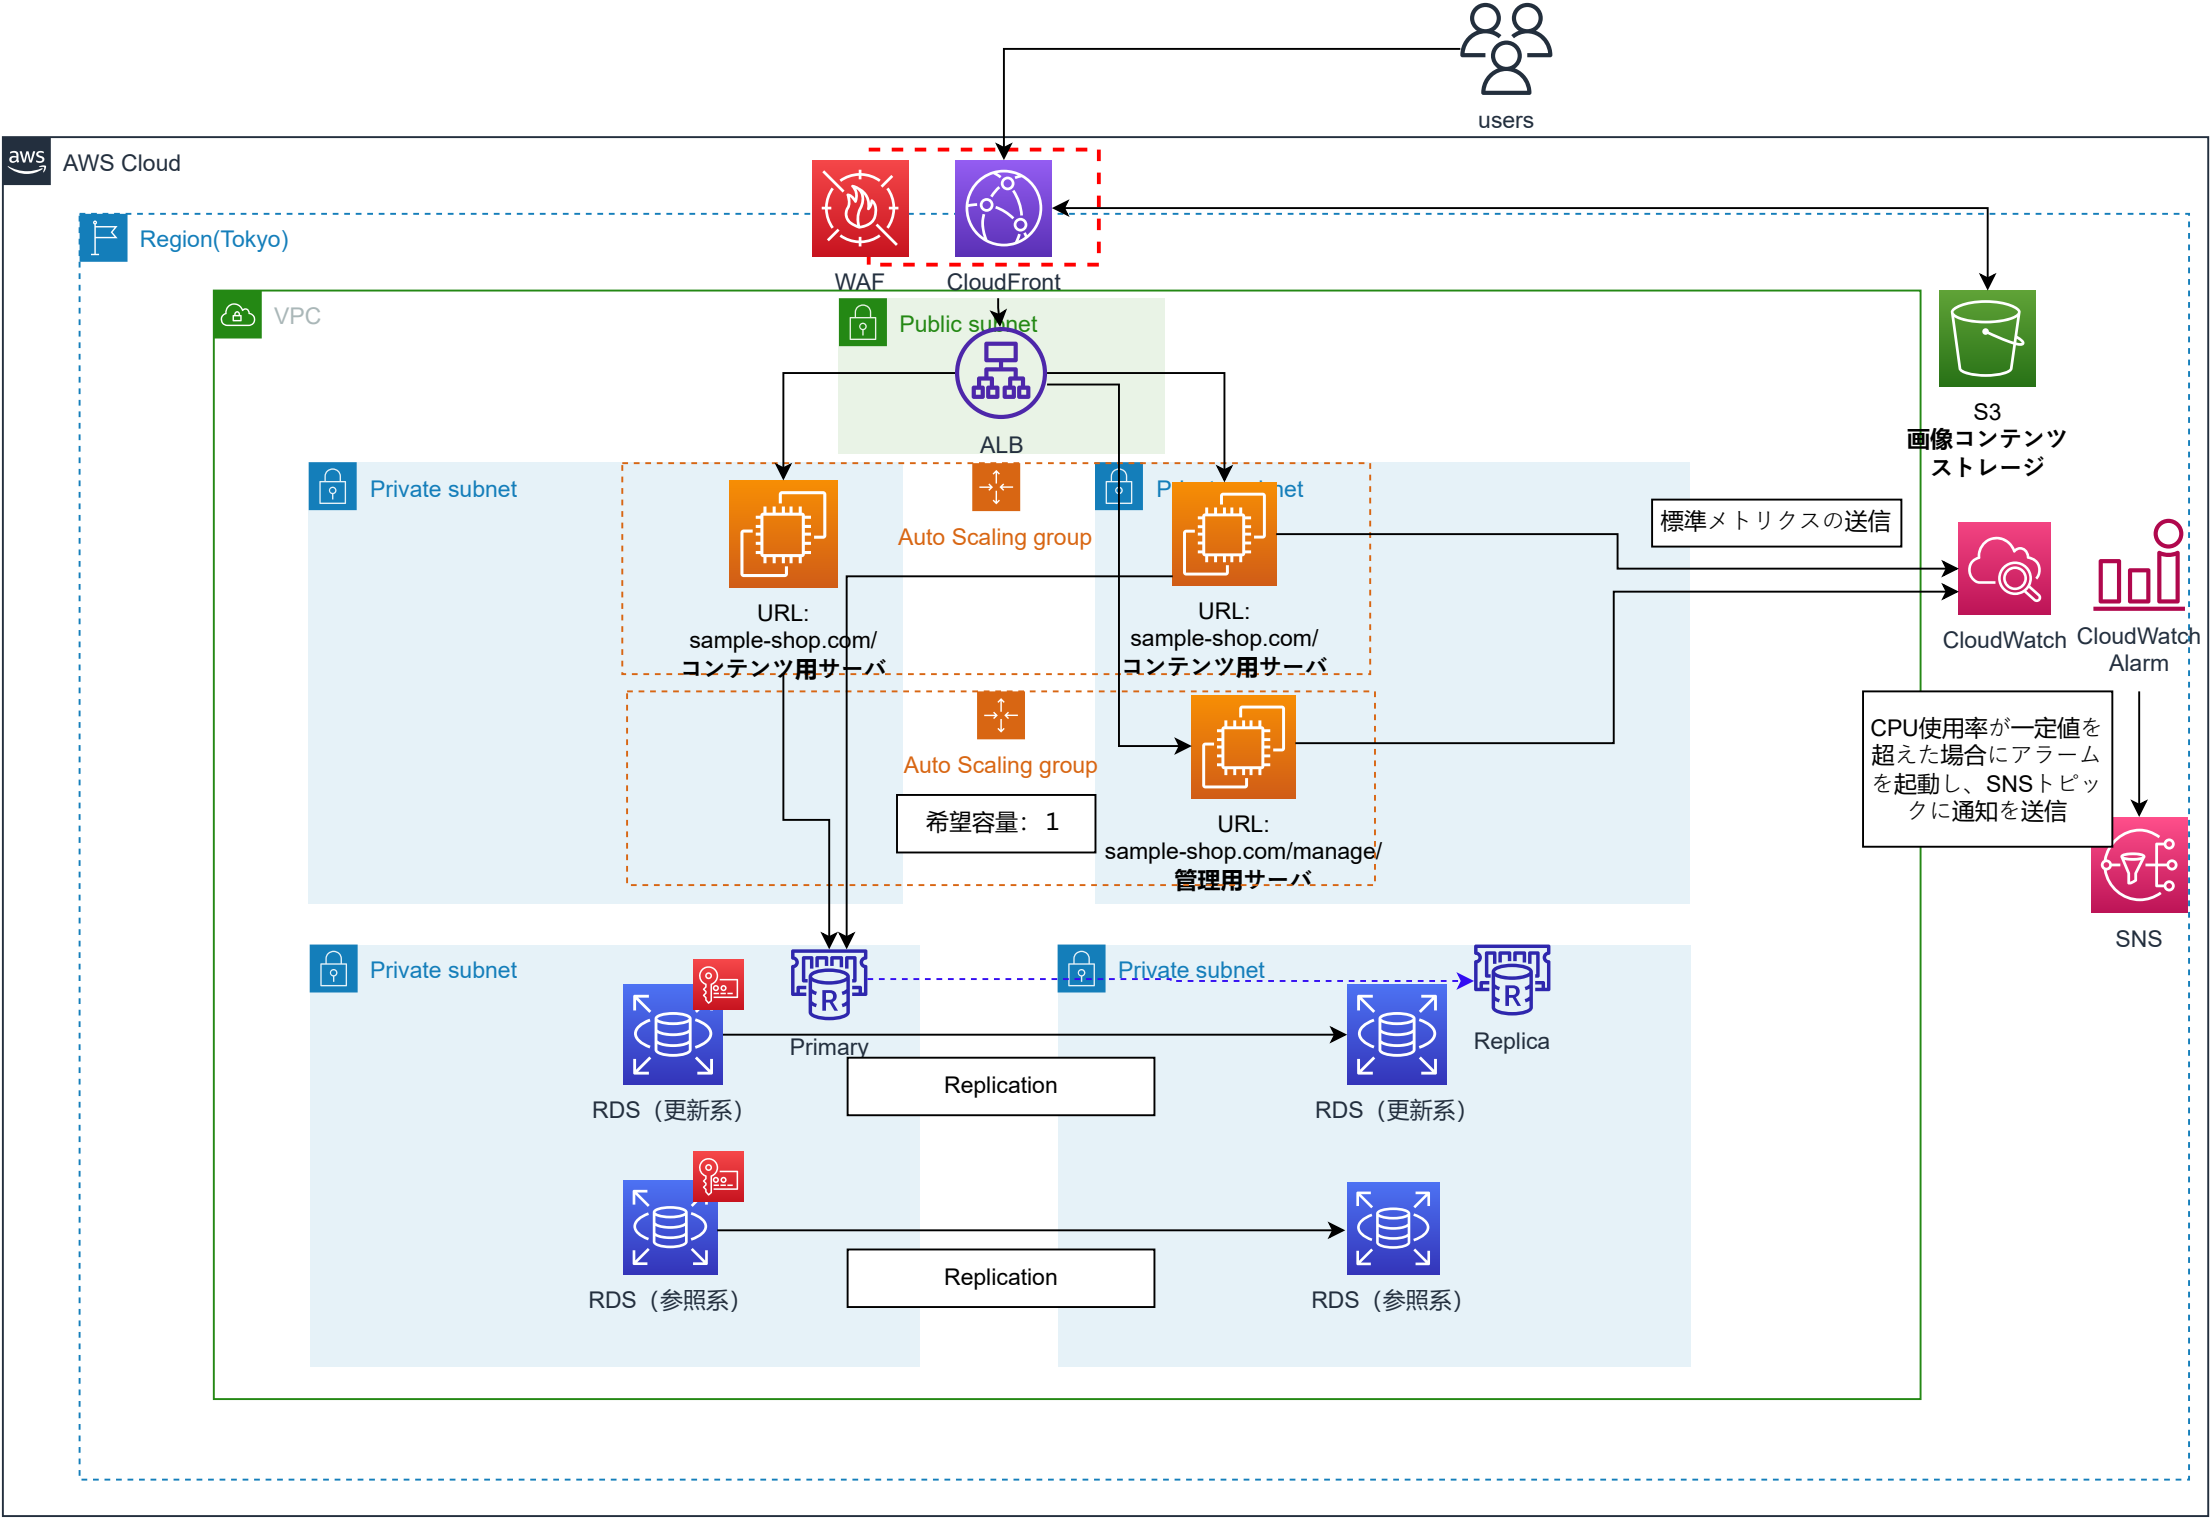 users
aws
AWS Cloud
Region(Tokyo)
WAF
CloudFront
VPC
Public subnet
ALB
S3
画像コンテンツ
ストレージ
Private subnet
Auto Scaling group
標準メトリクスの送信
URL:
sample-shop.com/
コンテンツ用サーバ
URL:
sample-shop.com/
コンテンツ用サーバ
CloudWatch
CloudWatch
Alarm
Auto Scaling group
希望容量： 1
URL:
sample-shop.com/manage/
管理用サーバ
CPU使用率が一定値を
超えた場合にアラーム
を起動し、SNSトピッ
クに通知を送信
SNS
Private subnet
Private subnet
R
Primary
R
Replica
Replication
RDS（更新系）
RDS（更新系）
Replication
RDS（参照系）
RDS（参照系）